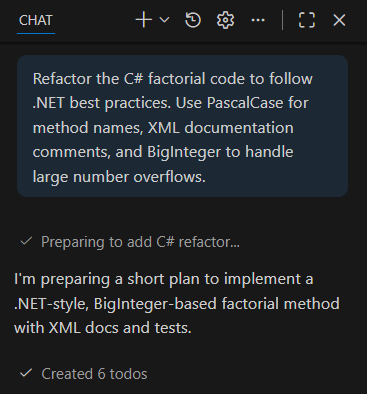 CHAT
Refactor the C# factorial code to follow
.NET best practices. Use PascalCase for
method names, XML documentation
comments, and BigInteger to handle
large number overflows.
Preparing to add C# refactor...
I'm preparing a short plan to implement a
.NET-style, BigInteger-based factorial method
with XML docs and tests.
Created 6 todos